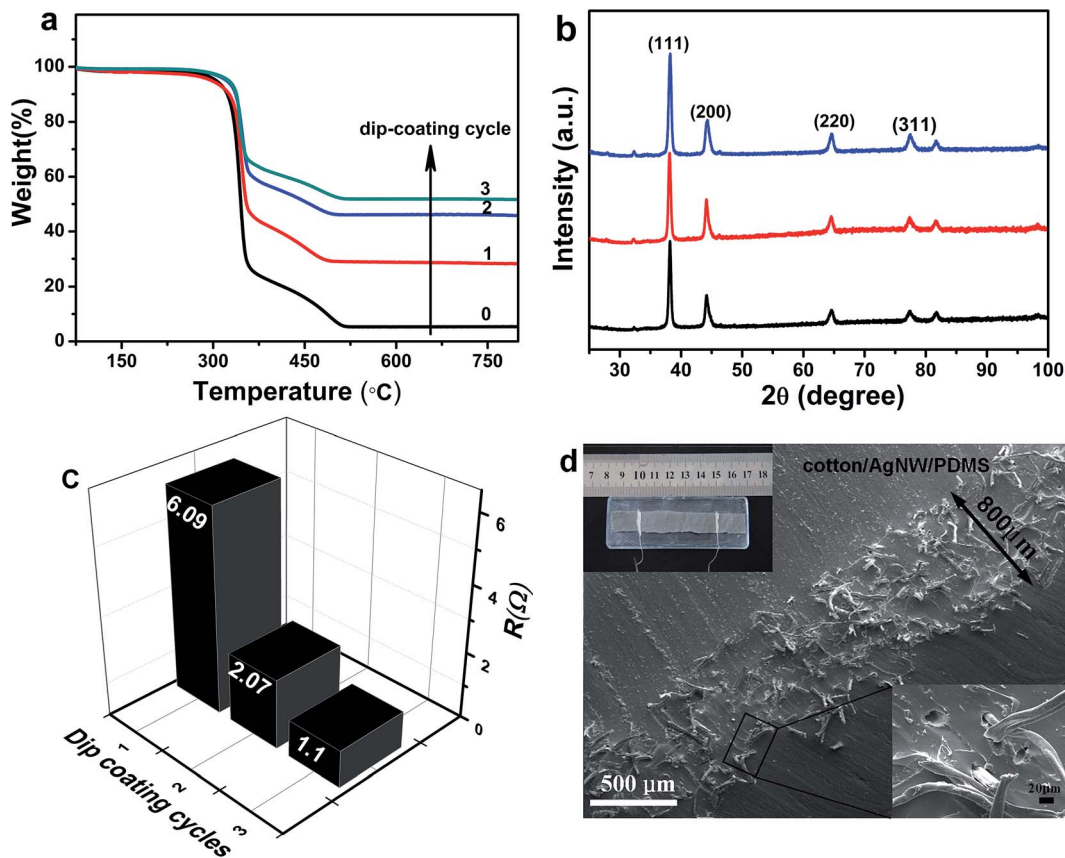 a
100
80
60
40
20
0
Weight(%)
dip-coating cycle
3
2
1
0
150
300
450
600
750
Temperature (°C)
b
(111)
(200)
(220)
(311)
Intensity (a.u.)
30
40
50
60
70
80
90
100
2θ (degree)
c
6.09
2.07
1.1
6
4
2
0
R(Ω)
1
2
3
Dip coating cycles
d
cotton/AgNW/PDMS
7 8 9 10 11 12 13 14 15 16 17 18
800μm
500 μm
20μm